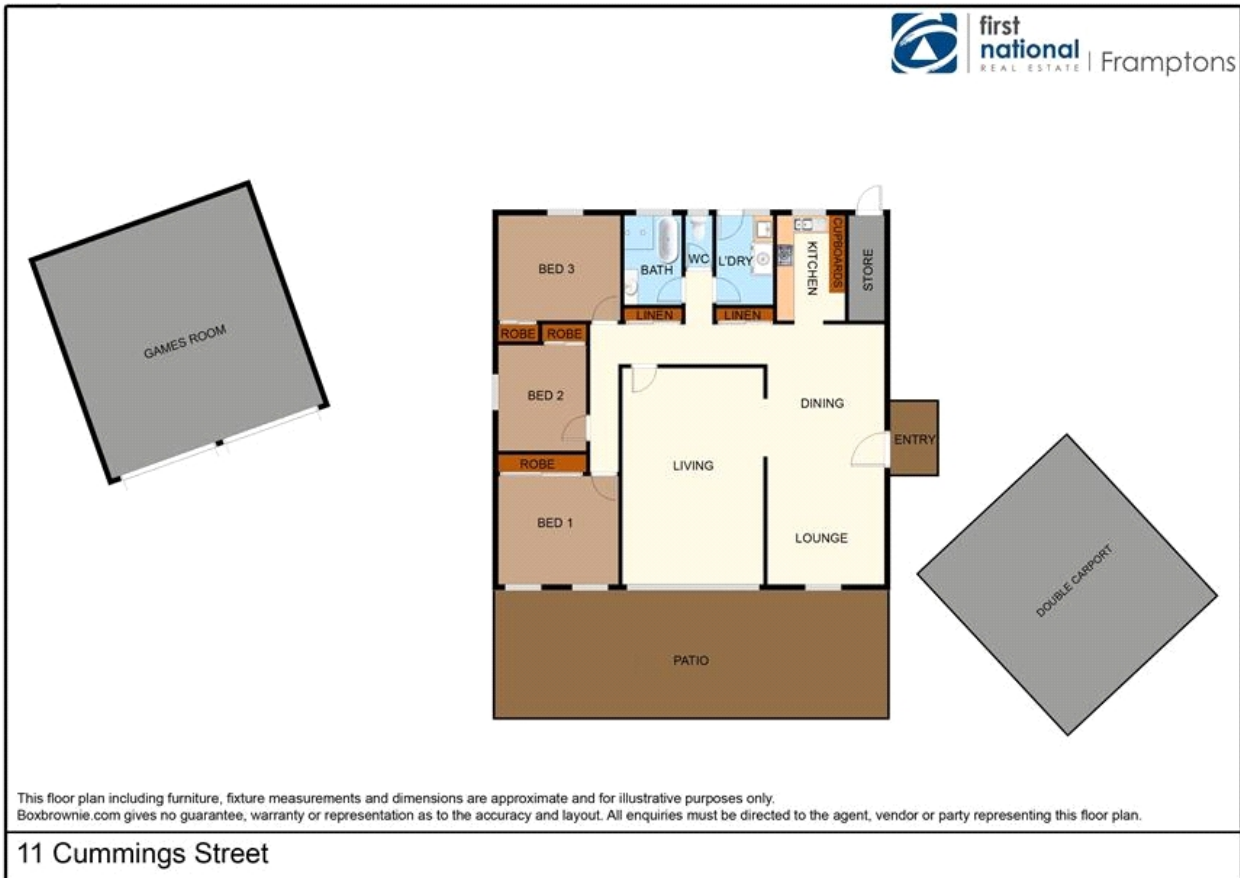 first
national
REAL ESTATE
Framptons
GAMES ROOM
BED 3
BATH
WC
L'DRY
KITCHEN
CUPBOARDS
STORE
LINEN
LINEN
ROBE
ROBE
BED 2
DINING
ENTRY
ROBE
LIVING
BED 1
LOUNGE
DOUBLE CARPORT
PATIO
This floor plan including furniture, fixture measurements and dimensions are approximate and for illustrative purposes only.
Boxbrownie.com gives no guarantee, warranty or representation as to the accuracy and layout. All enquiries must be directed to the agent, vendor or party representing this floor plan.
11 Cummings Street